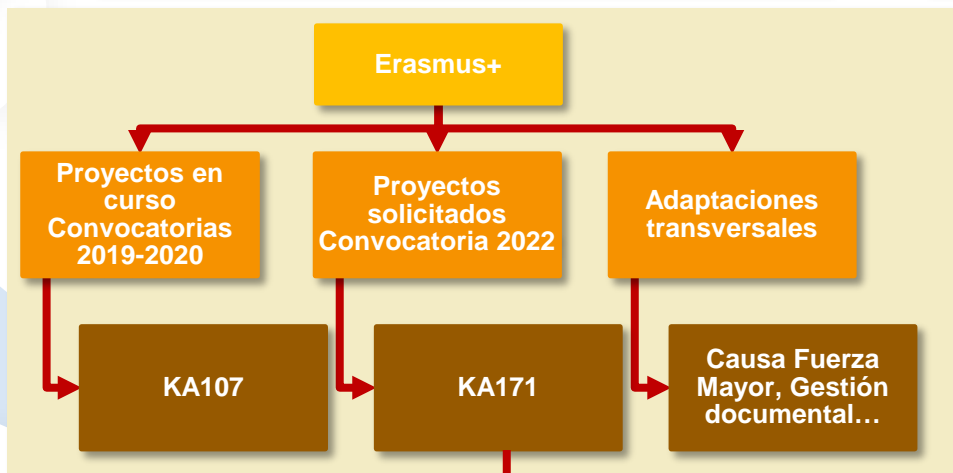 Erasmus+
Proyectos en
curso
Convocatorias
2019-2020
Proyectos
solicitados
Convocatoria 2022
Adaptaciones
transversales
KA107
KA171
Causa Fuerza
Mayor, Gestión
documental…